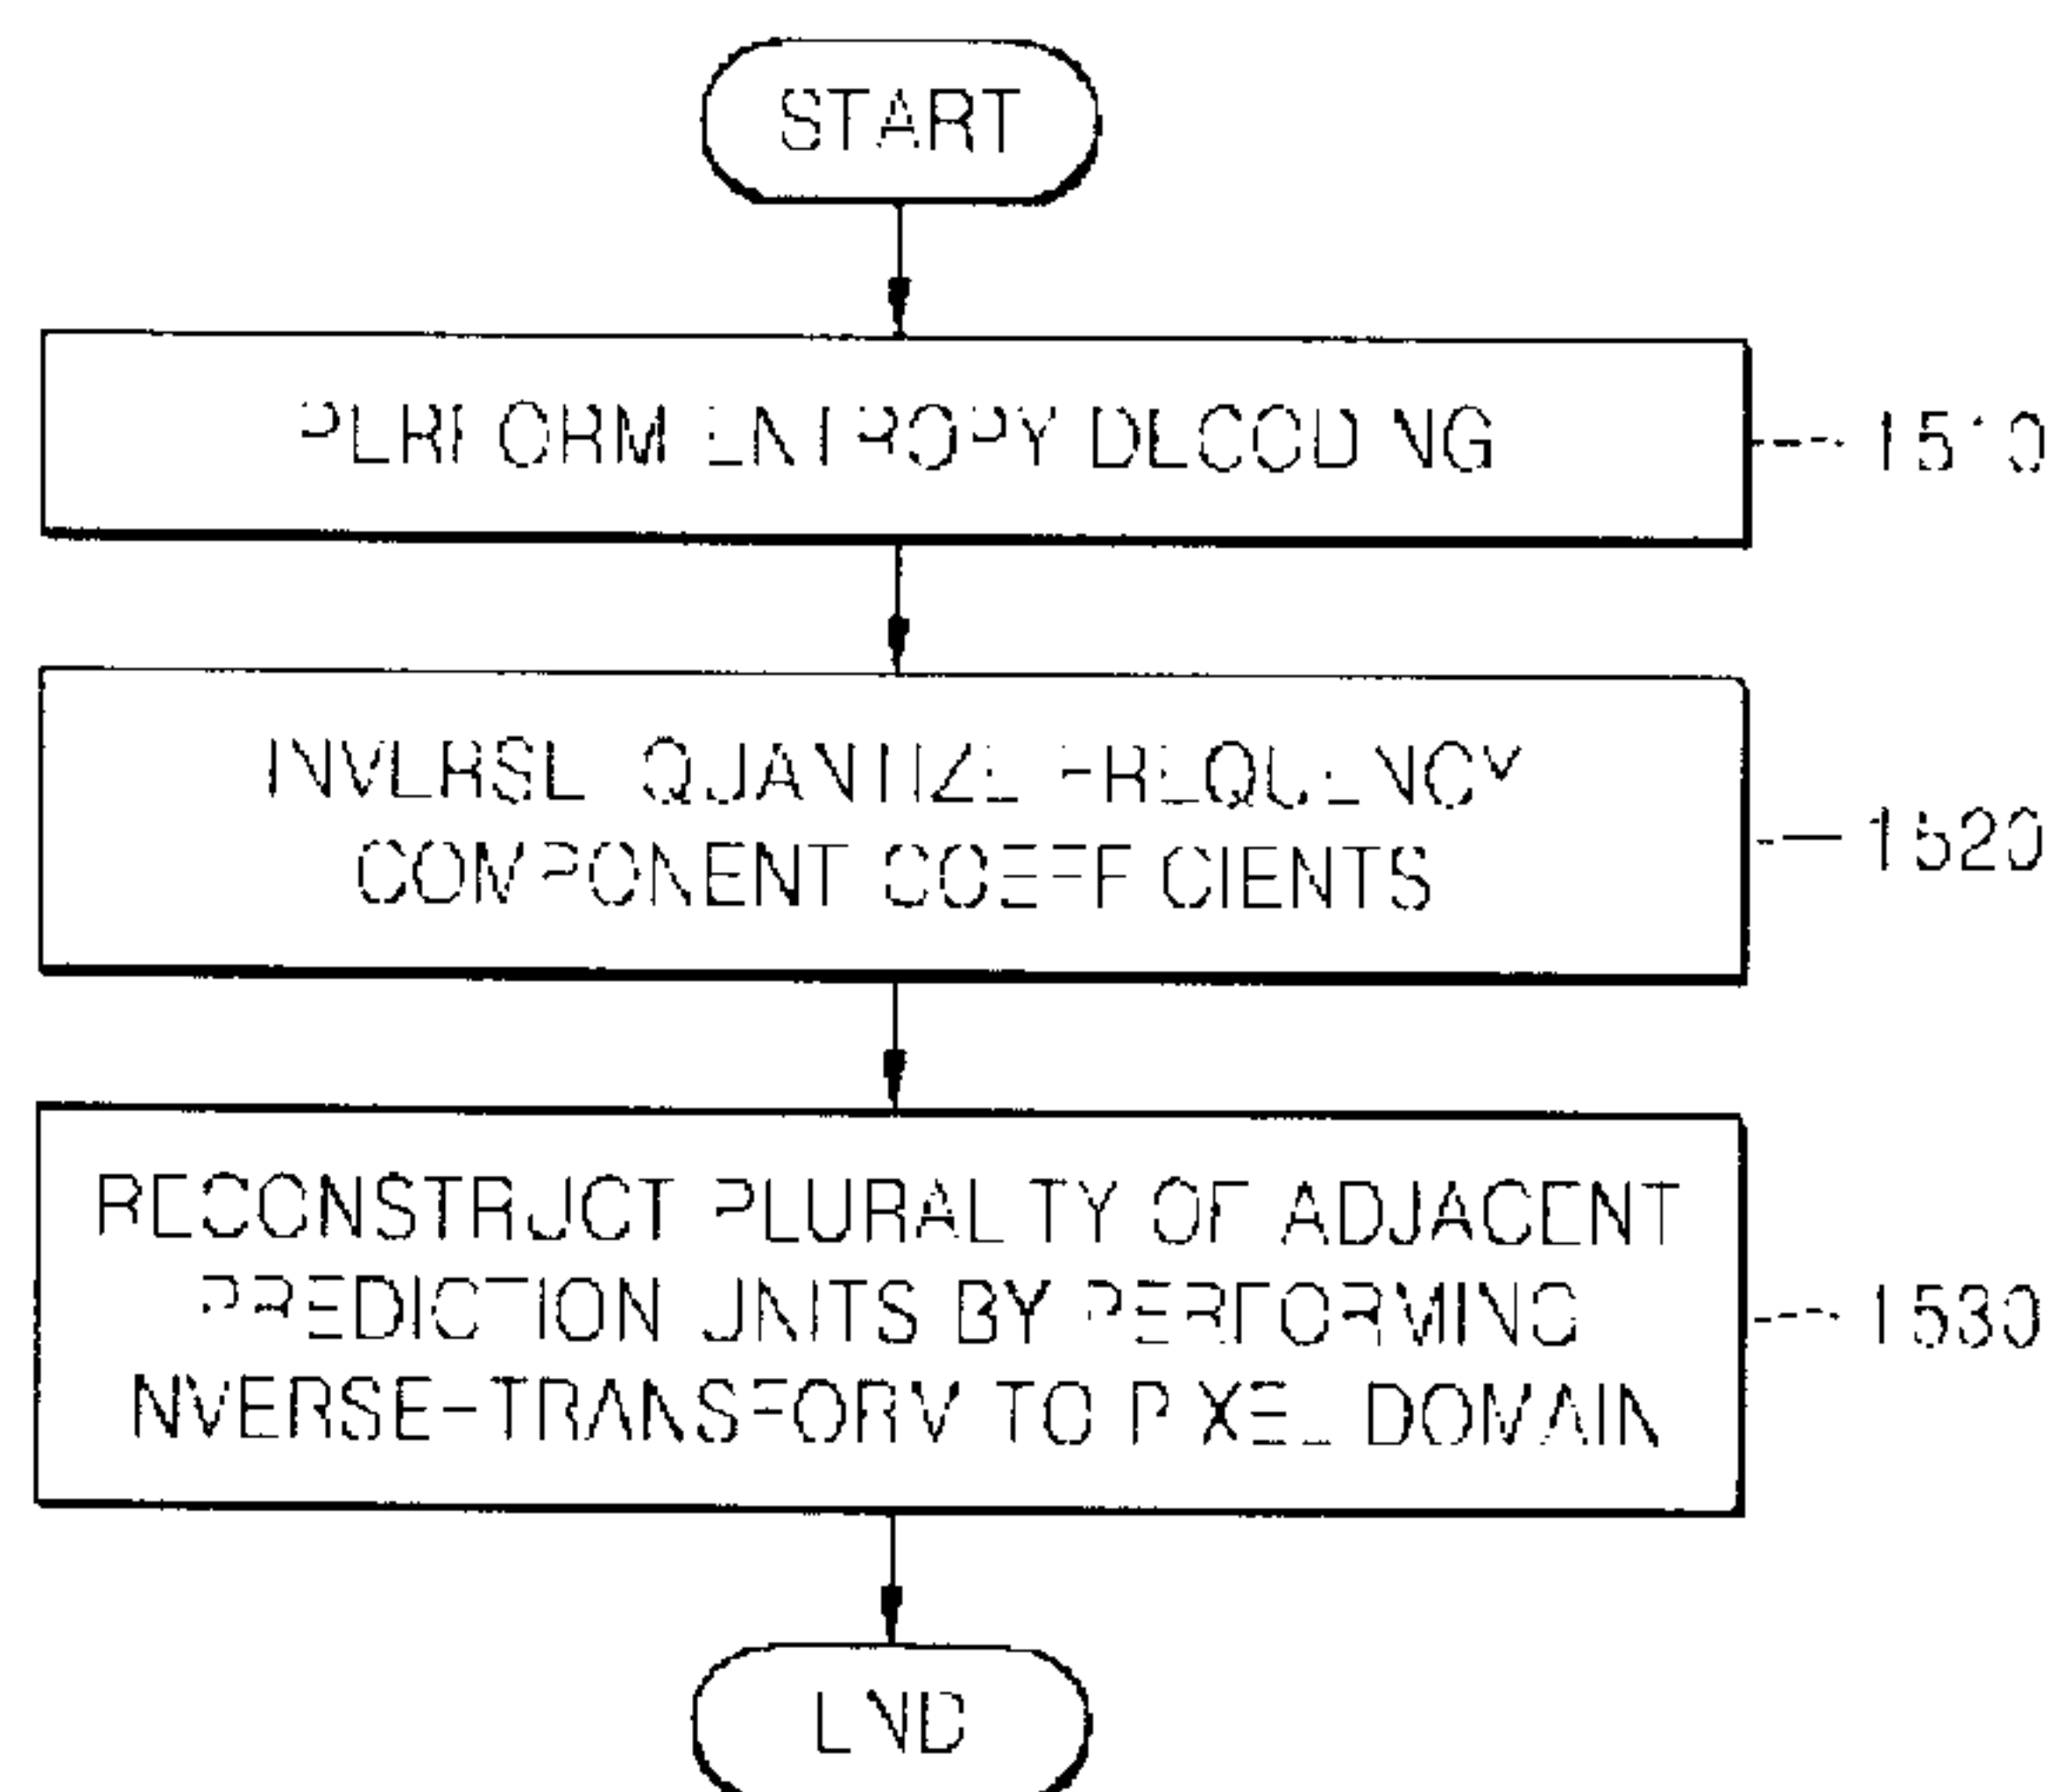 START
PERFORM ENTROPY DECODING
1510
INVERSE QUANTIZE FREQUENCY
COMPONENT COEFFICIENTS
1520
RECONSTRUCT PLURALITY OF ADJACENT
PREDICTION UNITS BY PERFORMING
INVERSE-TRANSFORM TO PIXEL DOMAIN
1530
END